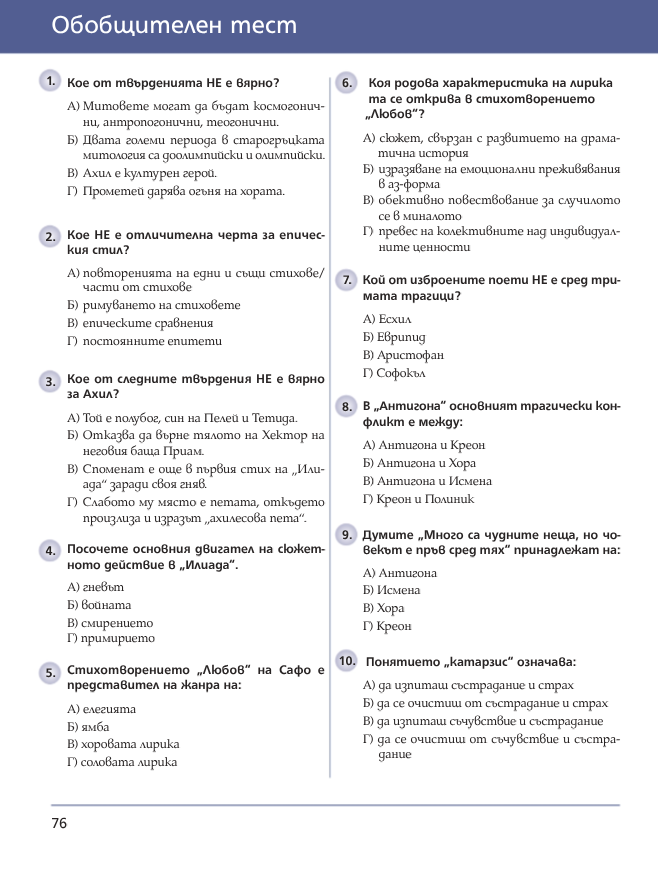 Обобщителен тест
1. Кое от твърденията НЕ е вярно?
А) Митовете могат да бъдат космогонич-
ни, антропогонични, теогонични.
Б) Двата големи периода в старогръцката
митология са доолимпийски и олимпийски.
В) Ахил е културен герой.
Г) Прометей дарява огъня на хората.
2. Кое НЕ е отличителна черта за епичес-
кия стил?
А) повторенията на едни и същи стихове/
части от стихове
Б) римуването на стиховете
В) епическите сравнения
Г) постоянните епитети
3. Кое от следните твърдения НЕ е вярно
за Ахил?
А) Той е полубог, син на Пелей и Тетида.
Б) Отказва да върне тялото на Хектор на
неговия баща Приам.
В) Споменат е още в първия стих на „Или-
ада“ заради своя гняв.
Г) Слабото му място е петата, откъдето
произлиза и изразът „ахилесова пета“.
4. Посочете основния двигател на сюжет-
ното действие в „Илиада“.
А) гневът
Б) войната
В) смирението
Г) примирието
5. Стихотворението „Любов“ на Сафо е
представител на жанра на:
А) елегията
Б) ямба
В) хоровата лирика
Г) соловата лирика
6. Коя родова характеристика на лирика
та се открива в стихотворението
„Любов“?
А) сюжет, свързан с развитието на драма-
тична история
Б) изразяване на емоционални преживявания
в аз-форма
В) обективно повествование за случилото
се в миналото
Г) превес на колективните над индивидуал-
ните ценности
7. Кой от изброените поети НЕ е сред три-
мата трагици?
А) Есхил
Б) Еврипид
В) Аристофан
Г) Софокъл
8. В „Антигона“ основният трагически кон-
фликт е между:
А) Антигона и Креон
Б) Антигона и Хора
В) Антигона и Исмена
Г) Креон и Полиник
9. Думите „Много са чудните неща, но чо-
векът е пръв сред тях“ принадлежат на:
А) Антигона
Б) Исмена
В) Хора
Г) Креон
10. Понятието „катарзис“ означава:
А) да изпиташ състрадание и страх
Б) да се очистиш от състрадание и страх
В) да изпиташ съчувствие и състрадание
Г) да се очистиш от съчувствие и състра-
дание
76